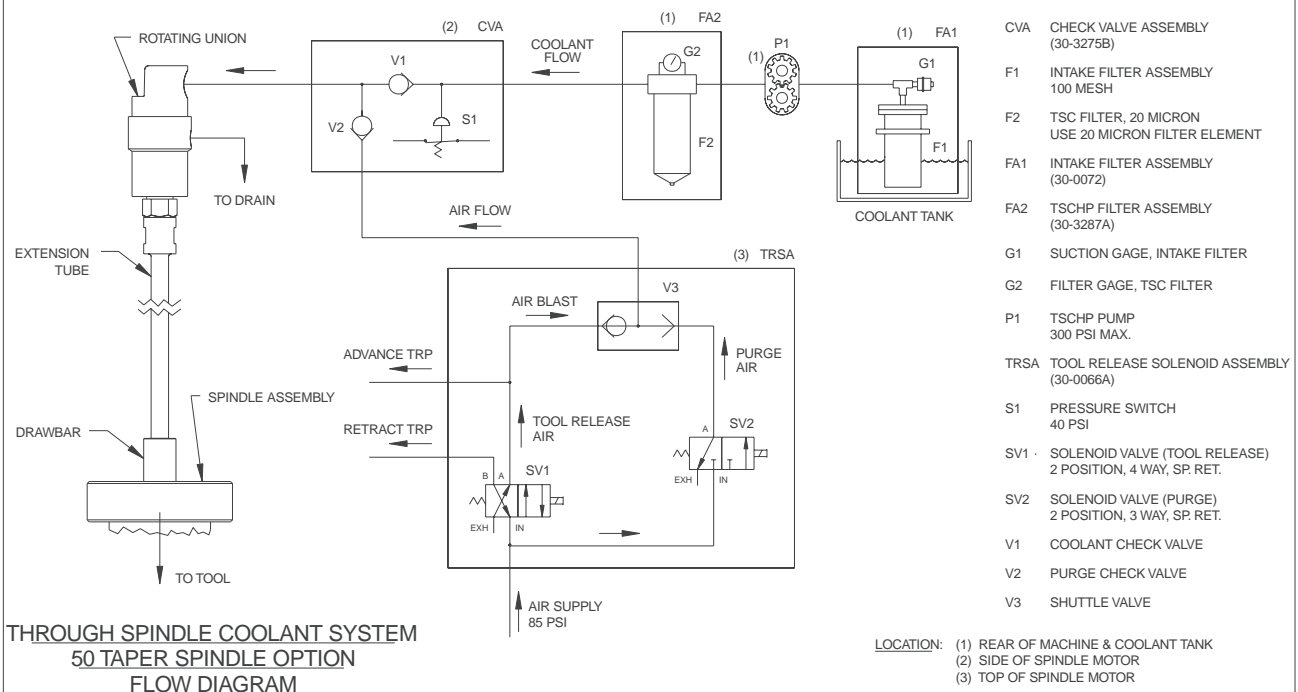 ROTATING UNION
(2) CVA
V1
V2
S1
COOLANT
FLOW
(1) FA2
G2
F2
P1
(1)
(1) FA1
G1
F1
COOLANT TANK
TO DRAIN
AIR FLOW
EXTENSION
TUBE
(3) TRSA
V3
AIR BLAST
PURGE
AIR
ADVANCE TRP
RETRACT TRP
TOOL RELEASE
AIR
SV1
B A
EXH IN
SV2
A
EXH IN
SPINDLE ASSEMBLY
DRAWBAR
TO TOOL
AIR SUPPLY
85 PSI
THROUGH SPINDLE COOLANT SYSTEM
50 TAPER SPINDLE OPTION
FLOW DIAGRAM
CVA CHECK VALVE ASSEMBLY
(30-3275B)
F1 INTAKE FILTER ASSEMBLY
100 MESH
F2 TSC FILTER, 20 MICRON
USE 20 MICRON FILTER ELEMENT
FA1 INTAKE FILTER ASSEMBLY
(30-0072)
FA2 TSCHP FILTER ASSEMBLY
(30-3287A)
G1 SUCTION GAGE, INTAKE FILTER
G2 FILTER GAGE, TSC FILTER
P1 TSCHP PUMP
300 PSI MAX.
TRSA TOOL RELEASE SOLENOID ASSEMBLY
(30-0066A)
S1 PRESSURE SWITCH
40 PSI
SV1 SOLENOID VALVE (TOOL RELEASE)
2 POSITION, 4 WAY, SP. RET.
SV2 SOLENOID VALVE (PURGE)
2 POSITION, 3 WAY, SP. RET.
V1 COOLANT CHECK VALVE
V2 PURGE CHECK VALVE
V3 SHUTTLE VALVE
LOCATION: (1) REAR OF MACHINE & COOLANT TANK
(2) SIDE OF SPINDLE MOTOR
(3) TOP OF SPINDLE MOTOR